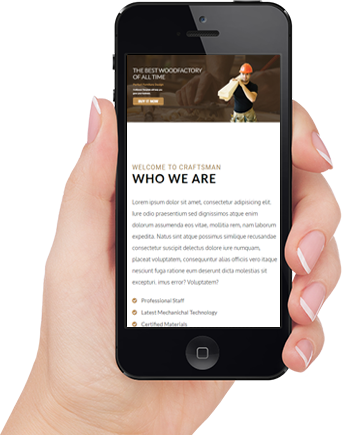 THE BEST WOODFACTORY
OF ALL TIME
BUY IT NOW
WELCOME TO CRAFTSMAN
WHO WE ARE
Lorem ipsum dolor sit amet, consectetur adipisicing elit.
Iure odio praesentium sed dignissimos atque enim
dolorum assumenda eos vitae, mollitia rem, nam laborum
expedita. Natus sint atque possimus similique recusandae
consectetur suscipit delectus dolore iure numquam,
placeat voluptatem, consequuntur alias officiis vero itaque
nesciunt fuga ratione eum deserunt dicta molestias sit
excepturi. imus error? Voluptatem?
Professional Staff
Latest Mechanichal Technology
Certified Materials